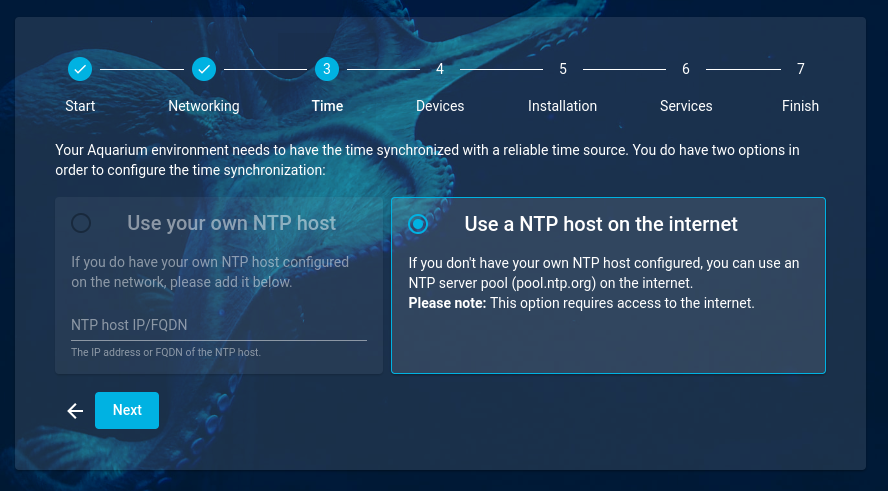 3 4 5 6 7
Start Networking Time Devices Installation Services Finish
Your Aquarium environment needs to have the time synchronized with a reliable time source. You do have two options in
order to configure the time synchronization:
Use your own NTP host
If you do have your own NTP host configured
on the network, please add it below.
NTP host IP/FQDN
The IP address or FQDN of the NTP host.
Use a NTP host on the internet
If you don't have your own NTP host configured, you can use an
NTP server pool (pool.ntp.org) on the internet.
Please note: This option requires access to the internet.
Next